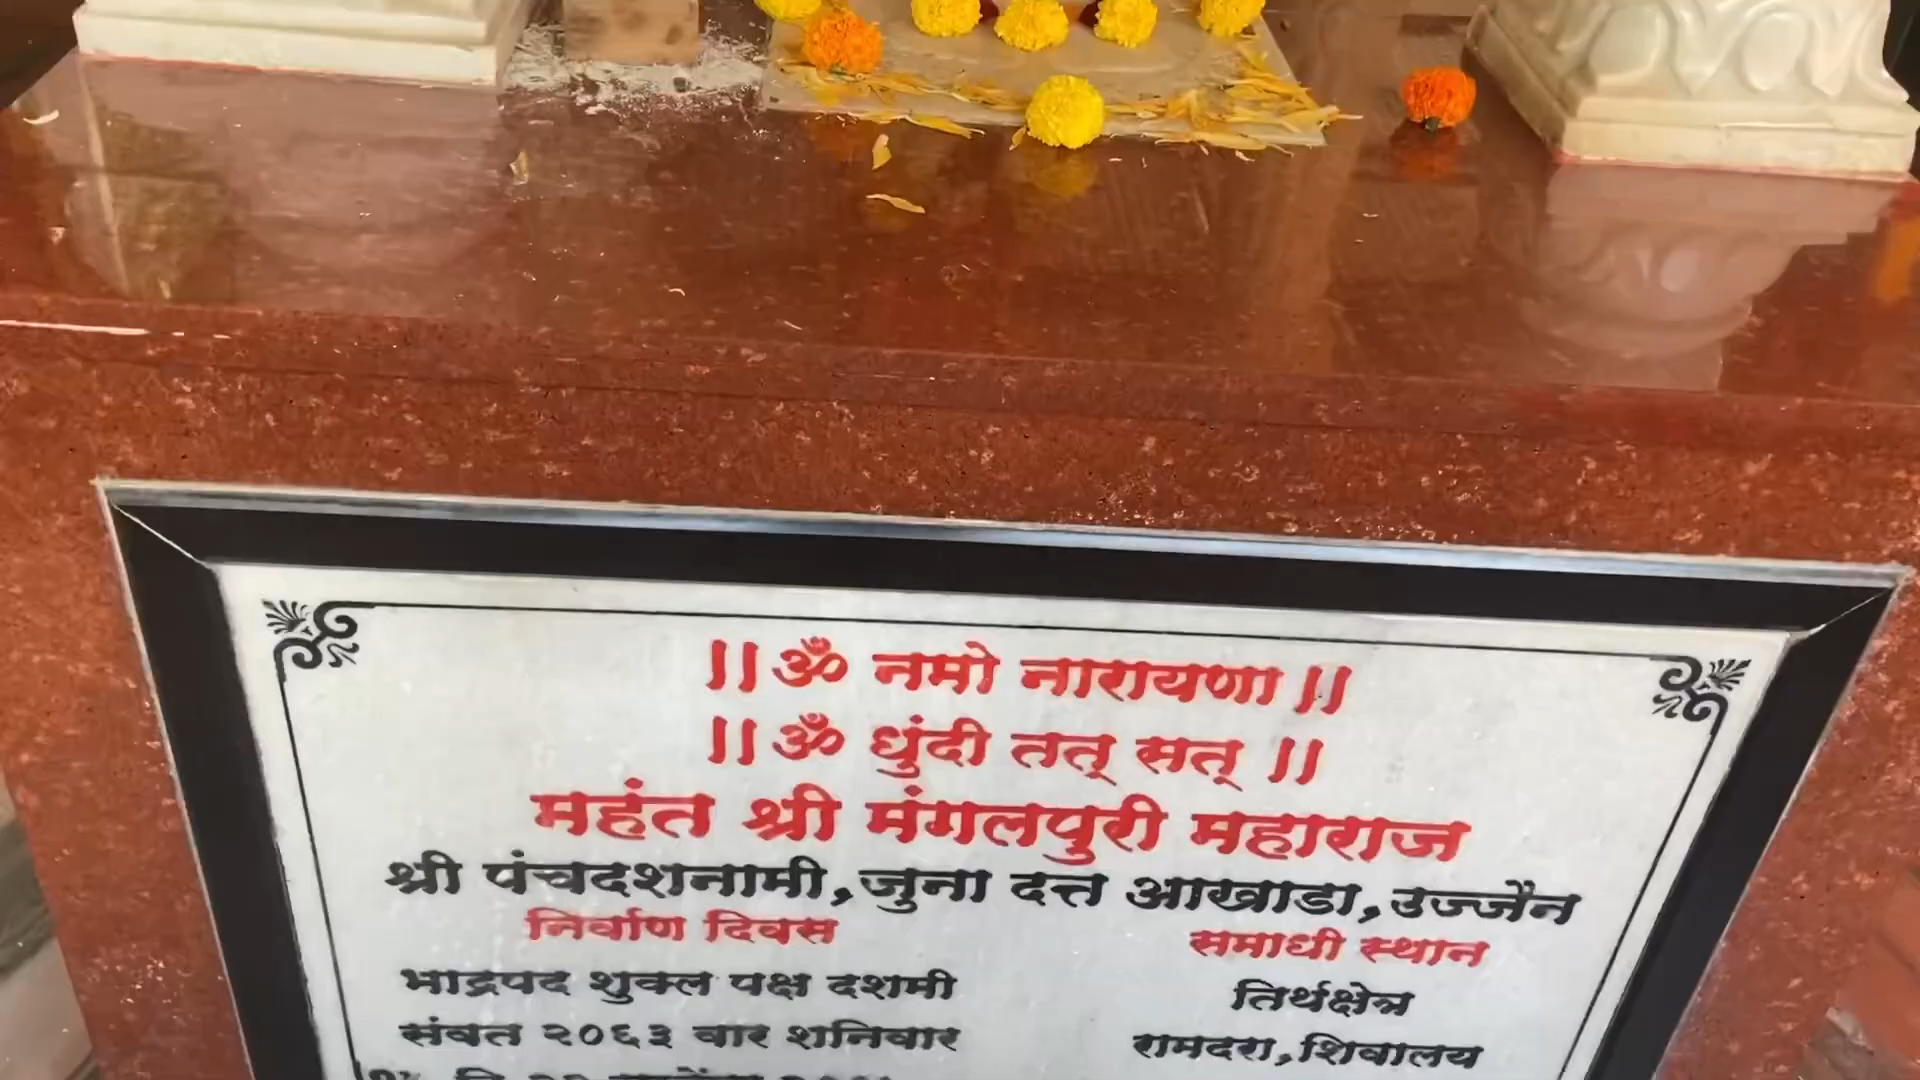 ||ॐ नमो नारायणा||
||ॐ धुंदी तत् सत् ||
महंत श्री मंगलपुरी महाराज
श्री पंचदशनामी,जुना दत्त आखाडा,उज्जैन
निर्वाण दिवस
भाद्रपद शुक्ल पक्ष दशमी
संवत २०६३ वार शनिवार
समाधी स्थान
तिर्थक्षेत्र
रामदरा,शिवालय